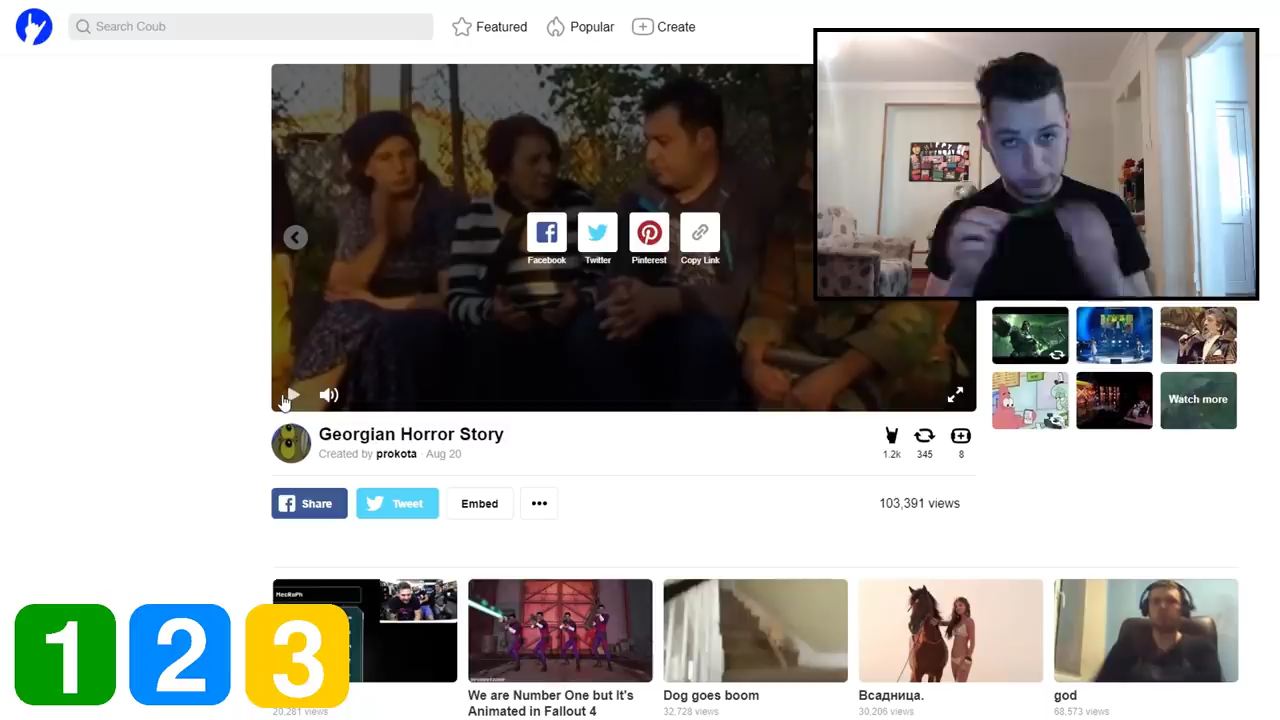 Search Coub
Featured
Popular
Create
Facebook
Twitter
Pinterest
Copy Link
Watch more
Georgian Horror Story
Created by prokota · Aug 20
1.2k
345
8
Share
Tweet
Embed
103,391 views
MecRaPh
1
2
3
20,281 views
We are Number One but It's
Animated in Fallout 4
Dog goes boom
32,728 views
Всадница.
30,206 views
god
68,573 views